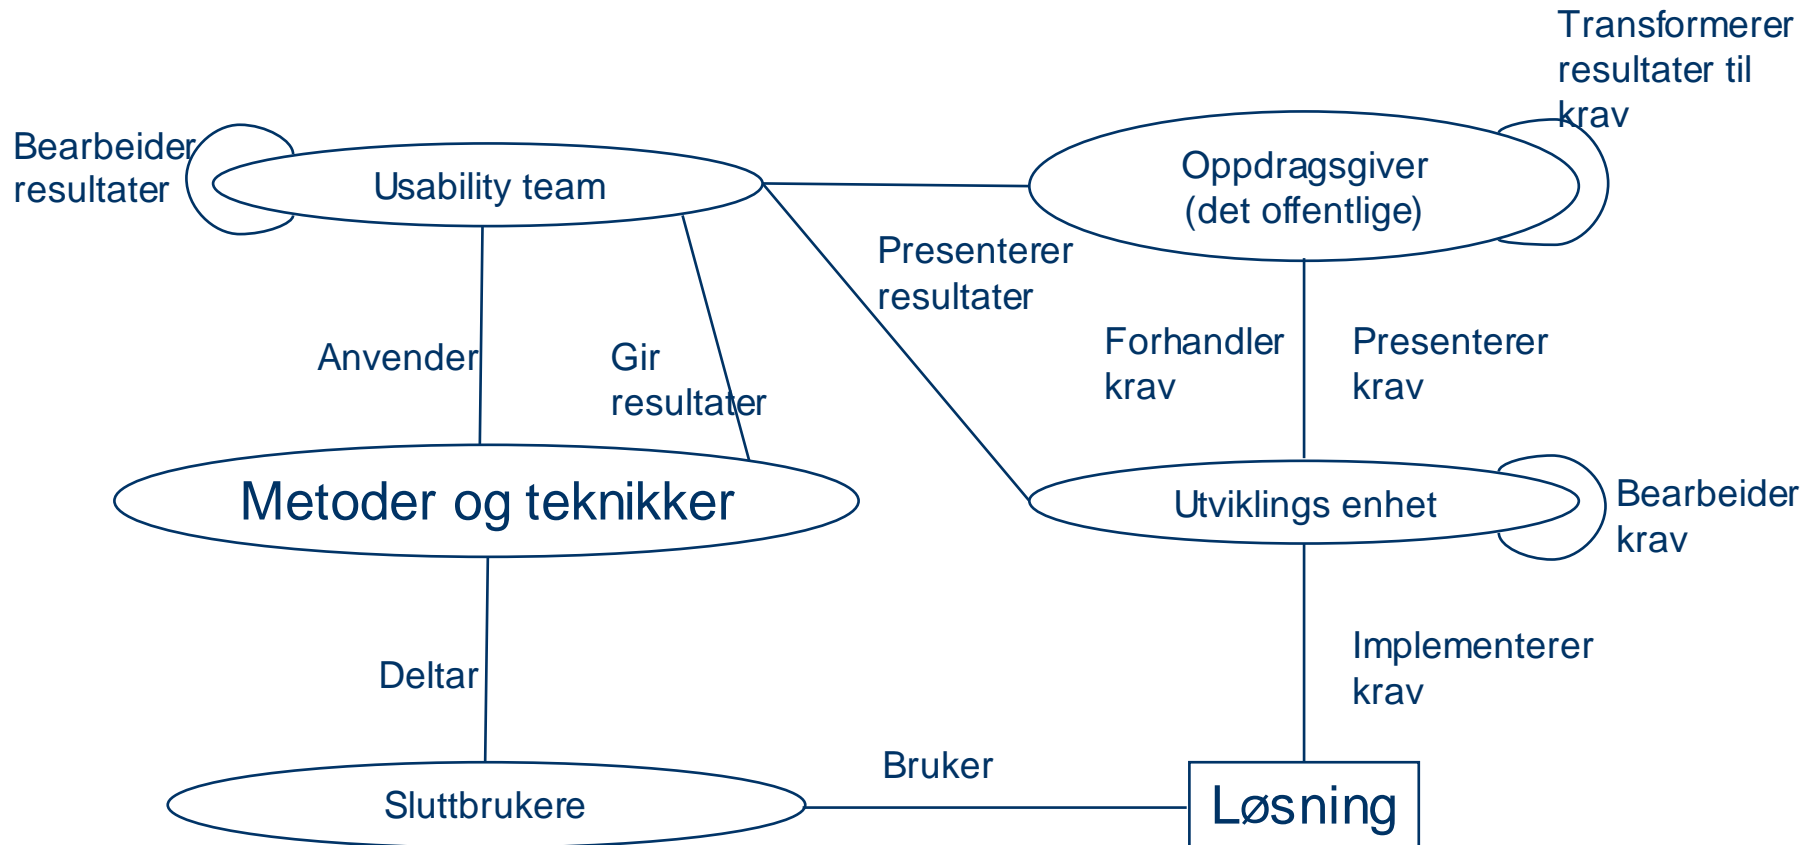 Transformerer
resultater til
krav
Bearbeider
resultater
Usability team
Oppdragsgiver
(det offentlige)
Presenterer
resultater
Anvender
Gir
resultater
Forhandler
krav
Presenterer
krav
Metoder og teknikker
Utviklings enhet
Bearbeider
krav
Deltar
Implementerer
krav
Bruker
Sluttbrukere
Løsning